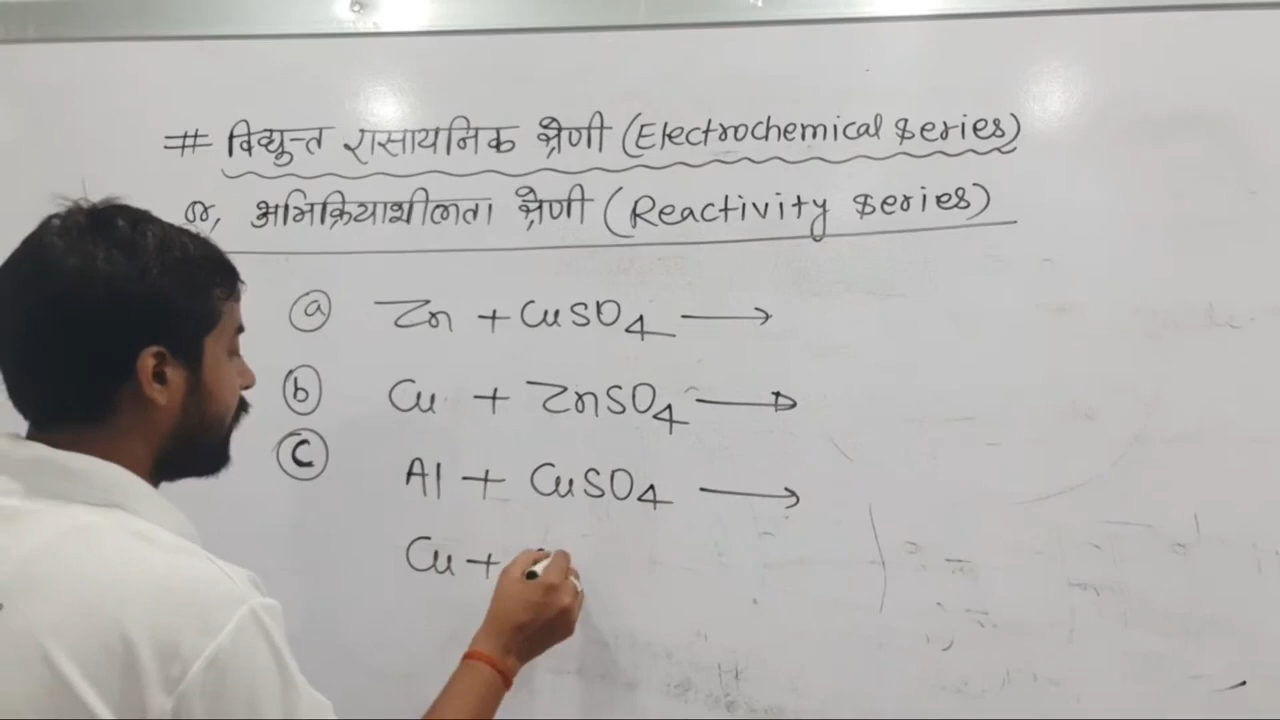 # विद्युत रासायनिक श्रेणी (Electrochemical Series)
or, अभिक्रियाशीलता श्रेणी (Reactivity Series)
(a) Zn + CuSO4 →
(b) Cu + ZnSO4 →
(c) Al + CuSO4 →
Cu +